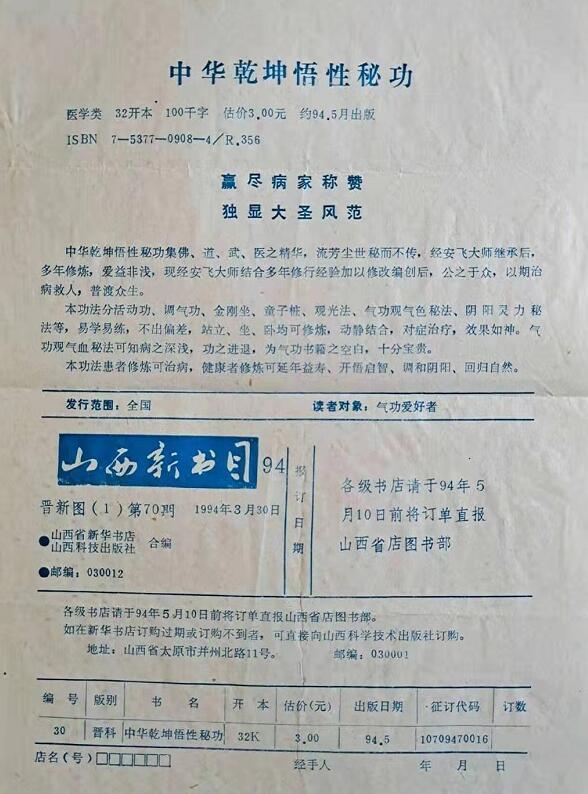 中华乾坤悟性秘功
医学类 32开本 100千字 估价3.00元 约94.5月出版
ISBN 7—5377—0908—4/R.356
赢尽病家称赞
独显大圣风范
中华乾坤悟性秘功集佛、道、武、医之精华，流芳尘世秘而不传，经安飞大师继承后，
多年修炼，爱益非浅，现经安飞大师结合多年修行经验加以修改编创后，公之于众，以期治
病救人，普渡众生。
本功法分活动功、调气功、金刚坐、童子桩、观光法、气功观气色秘法、阴阳灵力秘
法等，易学易练，不出偏差，站立、坐、卧均可修炼，动静结合，对症治疗，效果如神。气
功观气血秘法可知病之深浅，功之进退，为气功书籍之空白，十分宝贵。
本功法患者修炼可治病，健康者修炼可延年益寿、开悟启智、调和阴阳、回归自然。
发行范围：全国 读者对象：气功爱好者
山西新书目 94
晋新图(1)第70期 1994年3月30日
●山西省新华书店
山西科技出版社 合编
●邮编：030012
报订日期
各级书店请于94年5
月10日前将订单直报
山西省店图书部
各级书店请于94年5月10日前将订单直报山西省店图书部。
如在新华书店订购过期或订购不到者，可直接向山西科学技术出版社订购。
地址：山西省太原市并州北路11号。 邮编：030001
编号 版别 书名 开本 估价(元) 出版日期 征订代码 订数
30 晋科 中华乾坤悟性秘功 32K 3.00 94.5 10709470016
店名(号)□□□□□□ 经手人 年 月 日